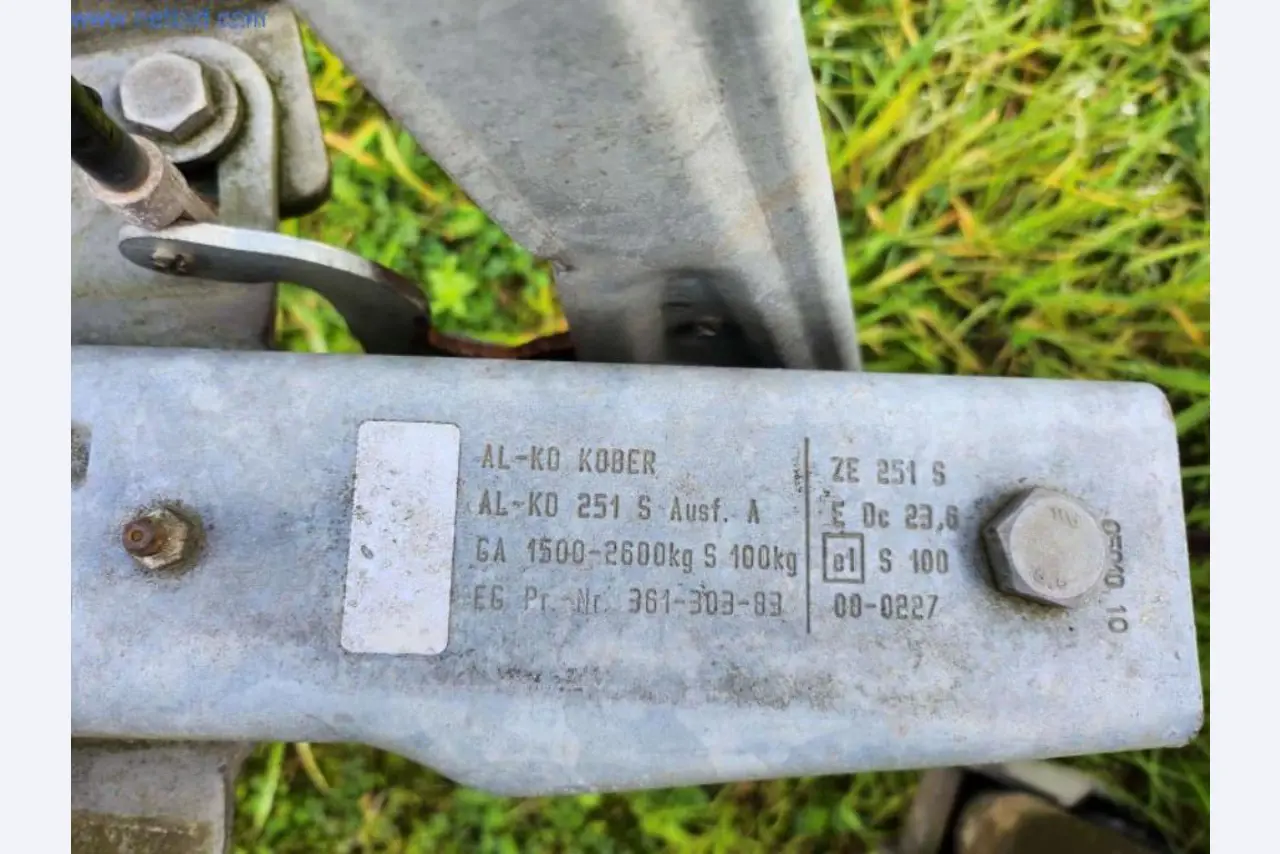 AL-KO KOBER
AL-KO 251 S Ausf. A
GA 1500-2600kg S 100kg
EG Pr.-Nr. 361-303-83
ZE 251 S
E Dc 23,6
e1 S 100
00-0227